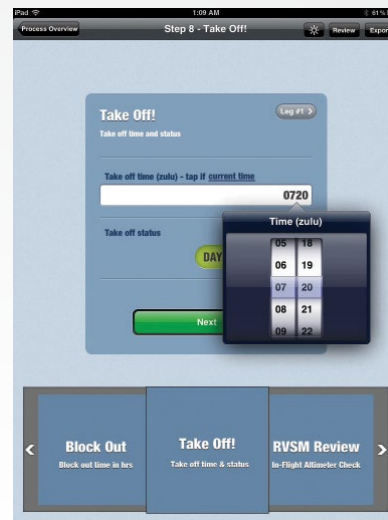 iPad 1:09 AM 61%
Process Overview Step 8 - Take Off! Review Export
Take Off! Leg #1 >
Take off time and status
Take off time (zulu) - tap if current time
0720
Time (zulu)
Take off status
DAY
05 18
06 19
07 20
08 21
09 22
Next
< Block Out Take Off! RVSM Review >
Block out time in hrs Take off time & status In-Flight Altimeter Check